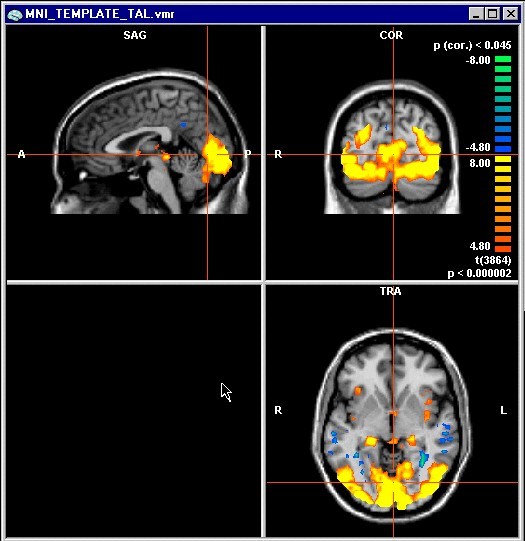 MNI_TEMPLATE_TAL.vmr
SAG
A
P
COR
R
p (cor.) < 0.045
-8.00
-4.80
8.00
4.80
t(3864)
p < 0.000002
TRA
R
L